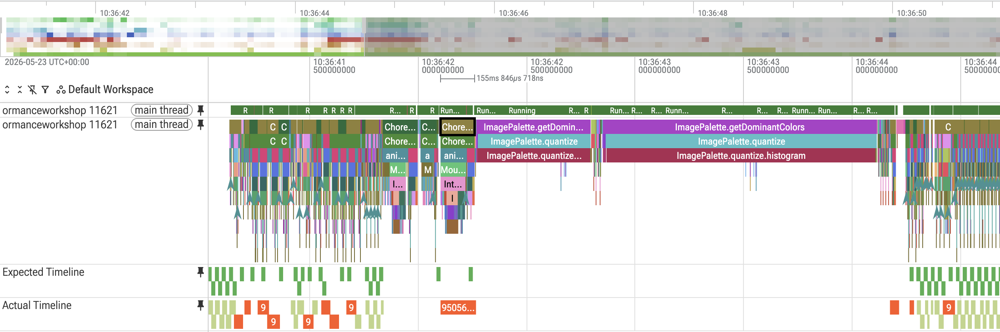 10:36:42 10:36:44 10:36:46 10:36:48 10:36:50
2026-05-23 UTC+00:00 10:36:41 10:36:42 10:36:42 10:36:43 10:36:43 10:36:44 10:36:44
500000000 000000000 500000000 000000000 500000000 000000000 50000000
155ms 846µs 718ns
Default Workspace
ormanceworkshop 11621 main thread R R R R R R R R... R R Run... Run... Running R... R Run... R... R... Runn... R... R... R... Runn... Run... R... R...
ormanceworkshop 11621 main thread C C Chore... C... Chore... ImagePalette.getDomin... ImagePalette.getDominantColors C
C C Chore... C... Chore... ImagePalette.quantize ImagePalette.quantize
ani... a ani... ImagePalette.quantize... ImagePalette.quantize.histogram
M... M Mou...
I... Int...
I
Expected Timeline
Actual Timeline 9 9 95056... 9
9 9